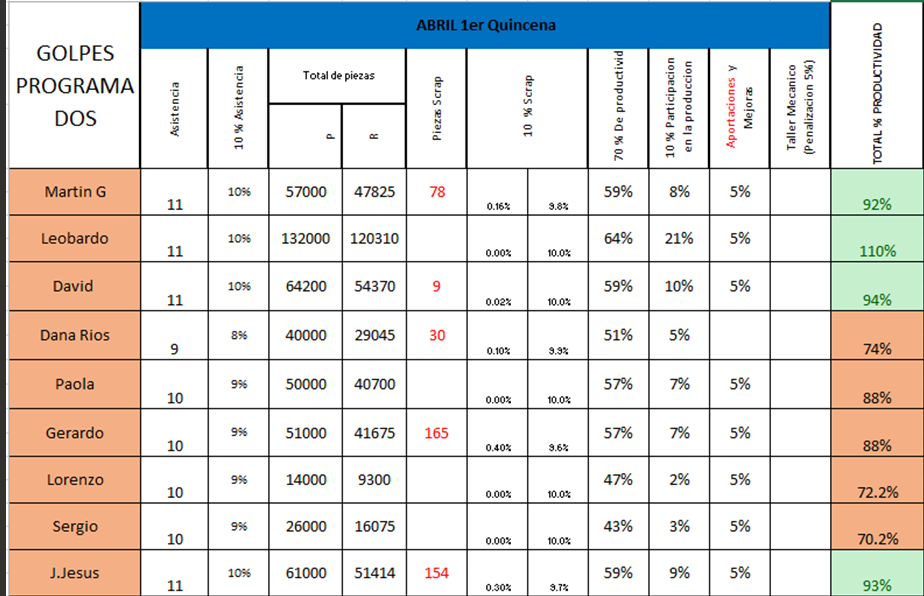 GOLPES PROGRAMADOS
ABRIL 1er Quincena
Asistencia
10 % Asistencia
Total de piezas
P
R
Piezas Scrap
10 % Scrap
70 % De productivid
10 % Participacion en la produccion
Aportaciones y Mejoras
Taller Mecanico (Penalizacion 5%)
TOTAL % PRODUCTIVIDAD
Martin G 11 10% 57000 47825 78 0.16% 9.8% 59% 8% 5% 92%
Leobardo 11 10% 132000 120310 0.00% 10.0% 64% 21% 5% 110%
David 11 10% 64200 54370 9 0.02% 10.0% 59% 10% 5% 94%
Dana Rios 9 8% 40000 29045 30 0.10% 9.9% 51% 5% 74%
Paola 10 9% 50000 40700 0.00% 10.0% 57% 7% 5% 88%
Gerardo 10 9% 51000 41675 165 0.40% 9.6% 57% 7% 5% 88%
Lorenzo 10 9% 14000 9300 0.00% 10.0% 47% 2% 5% 72.2%
Sergio 10 9% 26000 16075 0.00% 10.0% 43% 3% 5% 70.2%
J.Jesus 11 10% 61000 51414 154 0.30% 9.7% 59% 9% 5% 93%